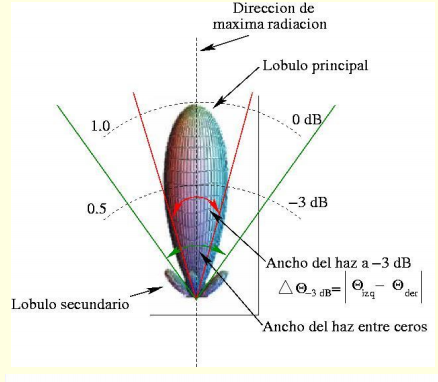 Direccion de
maxima radiacion
Lobulo principal
1.0
0 dB
0.5
−3 dB
Ancho del haz a −3 dB
△Θ−3 dB= | Θizq − Θder |
Lobulo secundario
Ancho del haz entre ceros